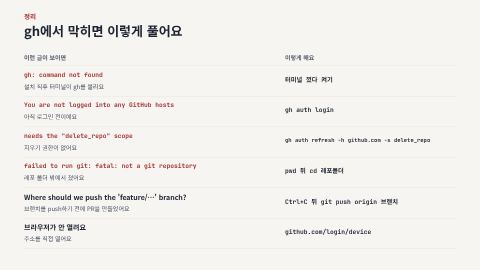 정리
gh에서 막히면 이렇게 풀어요
이런 글이 보이면
이렇게 해요
gh: command not found
설치 직후 터미널이 gh를 몰라요
터미널 껐다 켜기
You are not logged into any GitHub hosts
아직 로그인 전이에요
gh auth login
needs the "delete_repo" scope
지우기 권한이 없어요
gh auth refresh -h github.com -s delete_repo
failed to run git: fatal: not a git repository
레포 폴더 밖에서 쳤어요
pwd 뒤 cd 레포폴더
Where should we push the 'feature/…' branch?
브랜치를 push하기 전에 PR을 만들었어요
Ctrl+C 뒤 git push origin 브랜치
브라우저가 안 열려요
주소를 직접 열어요
github.com/login/device